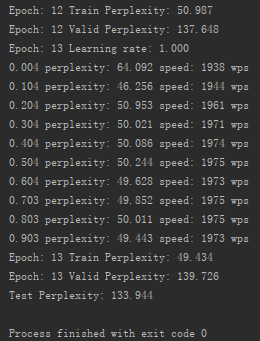 Epoch: 12 Train Perplexity: 50.987
Epoch: 12 Valid Perplexity: 137.648
Epoch: 13 Learning rate: 1.000
0.004 perplexity: 64.092 speed: 1938 wps
0.104 perplexity: 46.256 speed: 1944 wps
0.204 perplexity: 50.953 speed: 1961 wps
0.304 perplexity: 50.021 speed: 1971 wps
0.404 perplexity: 50.086 speed: 1974 wps
0.504 perplexity: 50.244 speed: 1975 wps
0.604 perplexity: 49.628 speed: 1973 wps
0.703 perplexity: 49.852 speed: 1975 wps
0.803 perplexity: 50.011 speed: 1975 wps
0.903 perplexity: 49.443 speed: 1973 wps
Epoch: 13 Train Perplexity: 49.434
Epoch: 13 Valid Perplexity: 139.726
Test Perplexity: 133.944
Process finished with exit code 0